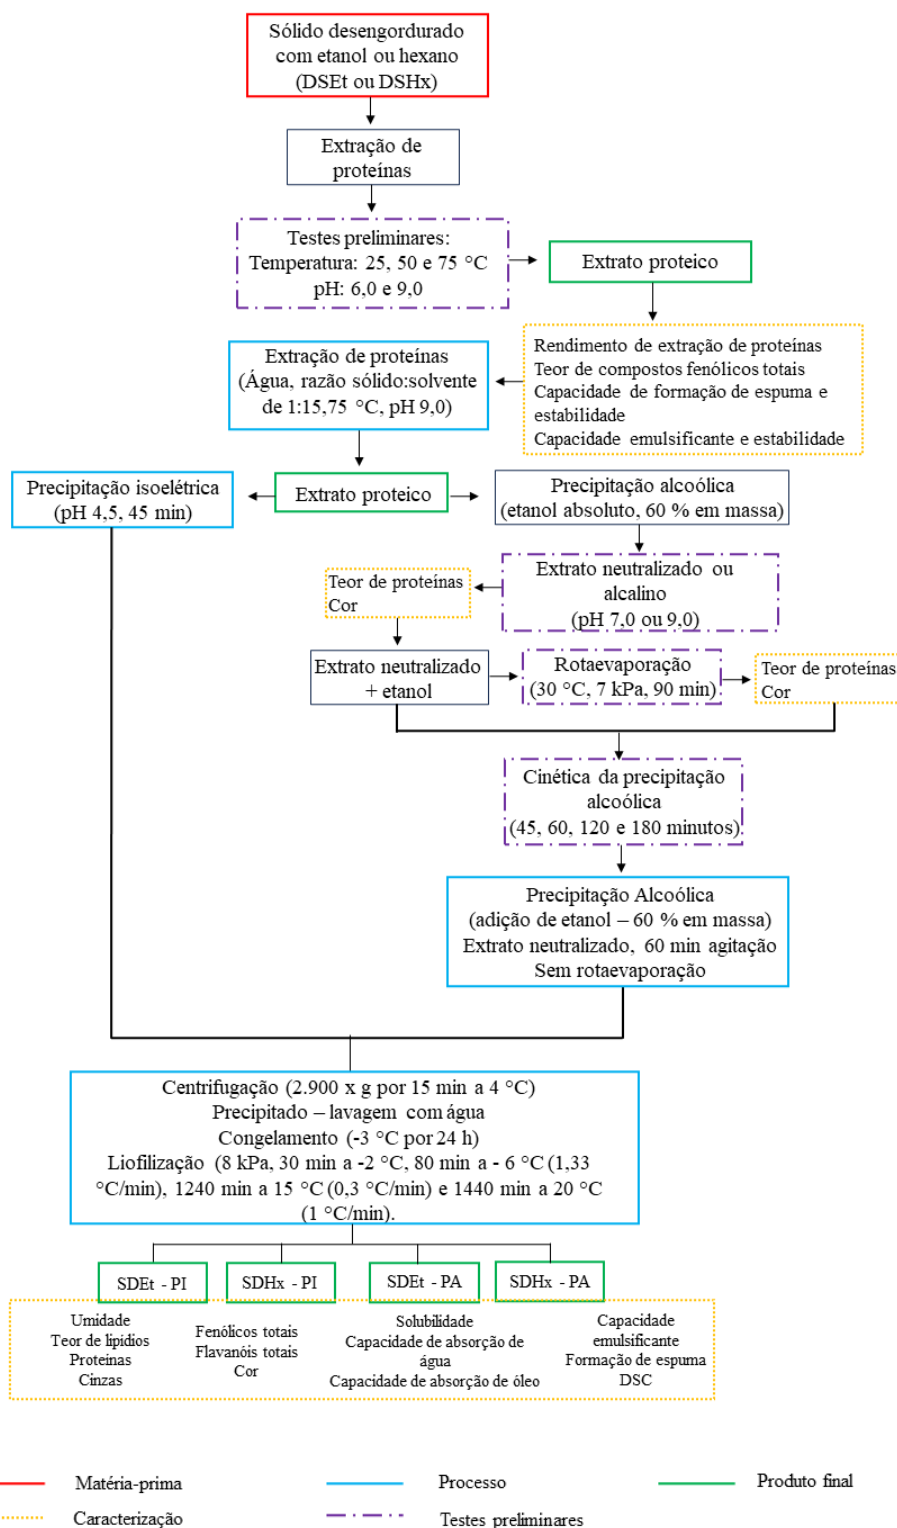 Sólido desengordurado
com etanol ou hexano
(DSEt ou DSHx)
Extração de
proteínas
Testes preliminares:
Temperatura: 25, 50 e 75 °C
pH: 6,0 e 9,0
Extrato proteico
Rendimento de extração de proteínas
Teor de compostos fenólicos totais
Capacidade de formação de espuma e
estabilidade
Capacidade emulsificante e estabilidade
Extração de proteínas
(Água, razão sólido:solvente
de 1:15,75 °C, pH 9,0)
Precipitação isoelétrica
(pH 4,5, 45 min)
Extrato proteico
Precipitação alcoólica
(etanol absoluto, 60 % em massa)
Extrato neutralizado ou
alcalino
(pH 7,0 ou 9,0)
Teor de proteínas
Cor
Extrato neutralizado
+ etanol
Rotaevaporação
(30 °C, 7 kPa, 90 min)
Teor de proteínas
Cor
Cinética da precipitação
alcoólica
(45, 60, 120 e 180 minutos)
Precipitação Alcoólica
(adição de etanol – 60 % em massa)
Extrato neutralizado, 60 min agitação
Sem rotaevaporação
Centrifugação (2.900 x g por 15 min a 4 °C)
Precipitado – lavagem com água
Congelamento (-3 °C por 24 h)
Liofilização (8 kPa, 30 min a -2 °C, 80 min a - 6 °C (1,33
°C/min), 1240 min a 15 °C (0,3 °C/min) e 1440 min a 20 °C
(1 °C/min).
SDEt - PI
SDHx - PI
SDEt - PA
SDHx - PA
Umidade
Teor de lipídios
Proteínas
Cinzas
Fenólicos totais
Flavanóis totais
Cor
Solubilidade
Capacidade de absorção de
água
Capacidade de absorção de óleo
Capacidade
emulsificante
Formação de espuma
DSC
Matéria-prima
Processo
Produto final
Caracterização
Testes preliminares